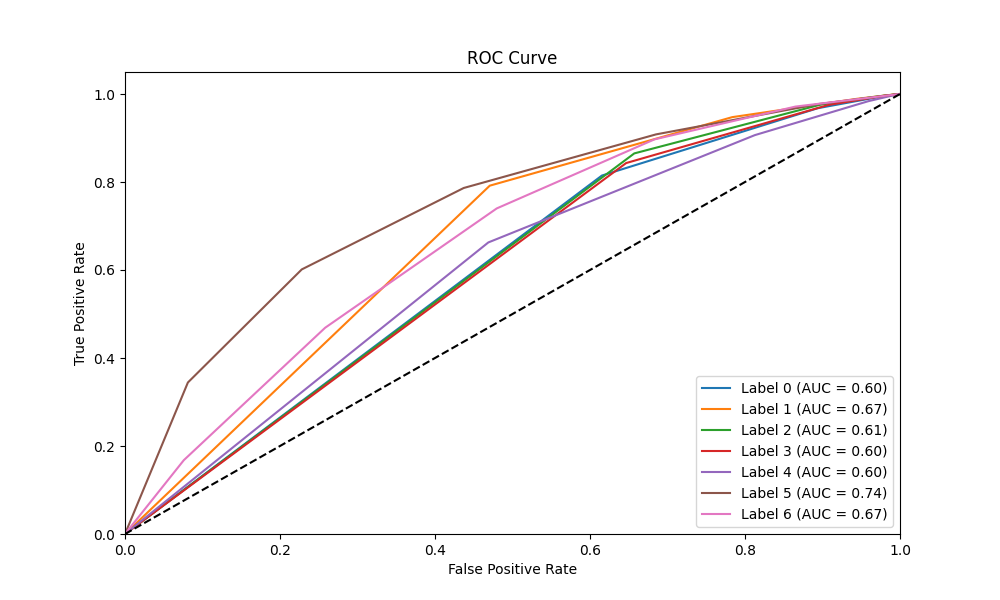 ROC Curve
1.0
0.8
0.6
0.4
0.2
0.0
True Positive Rate
0.0 0.2 0.4 0.6 0.8 1.0
False Positive Rate
Label 0 (AUC = 0.60)
Label 1 (AUC = 0.67)
Label 2 (AUC = 0.61)
Label 3 (AUC = 0.60)
Label 4 (AUC = 0.60)
Label 5 (AUC = 0.74)
Label 6 (AUC = 0.67)